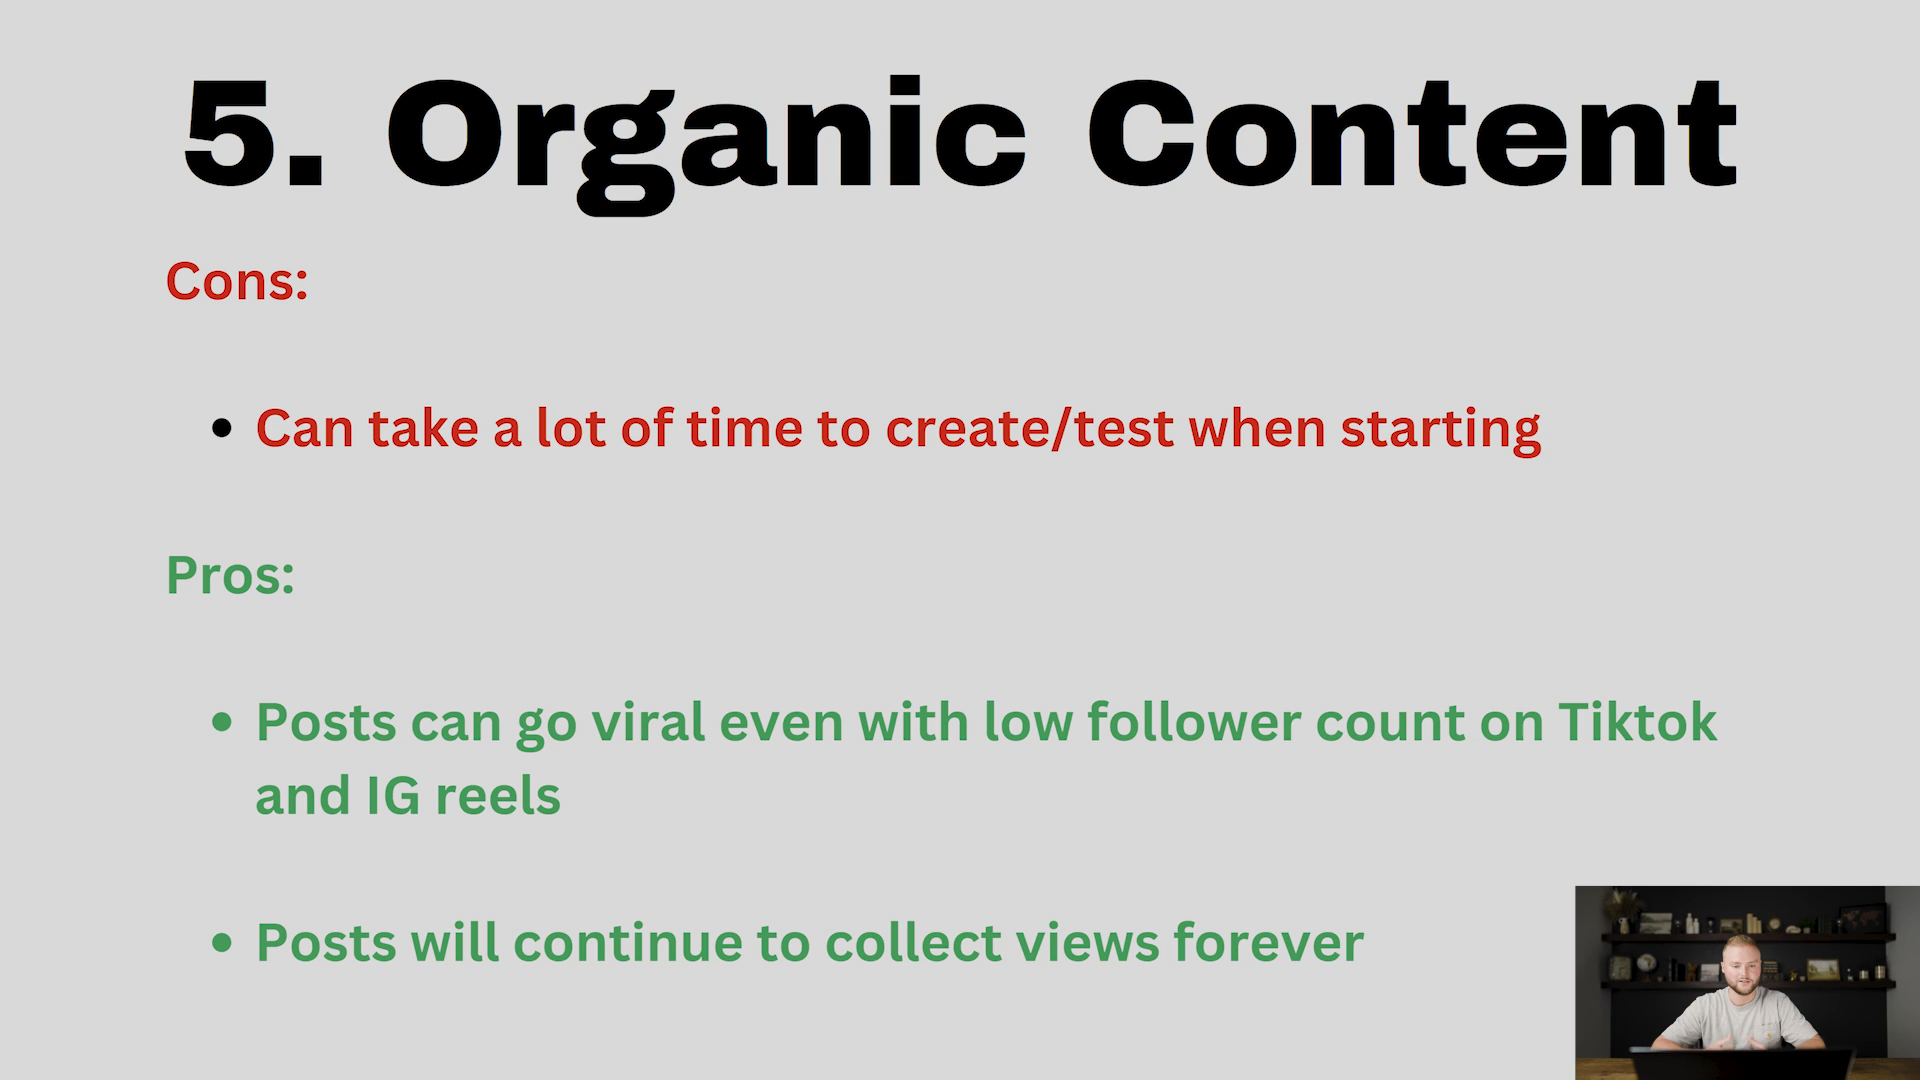 5. Organic Content
Cons:
• Can take a lot of time to create/test when starting
Pros:
• Posts can go viral even with low follower count on Tiktok
and IG reels
• Posts will continue to collect views forever